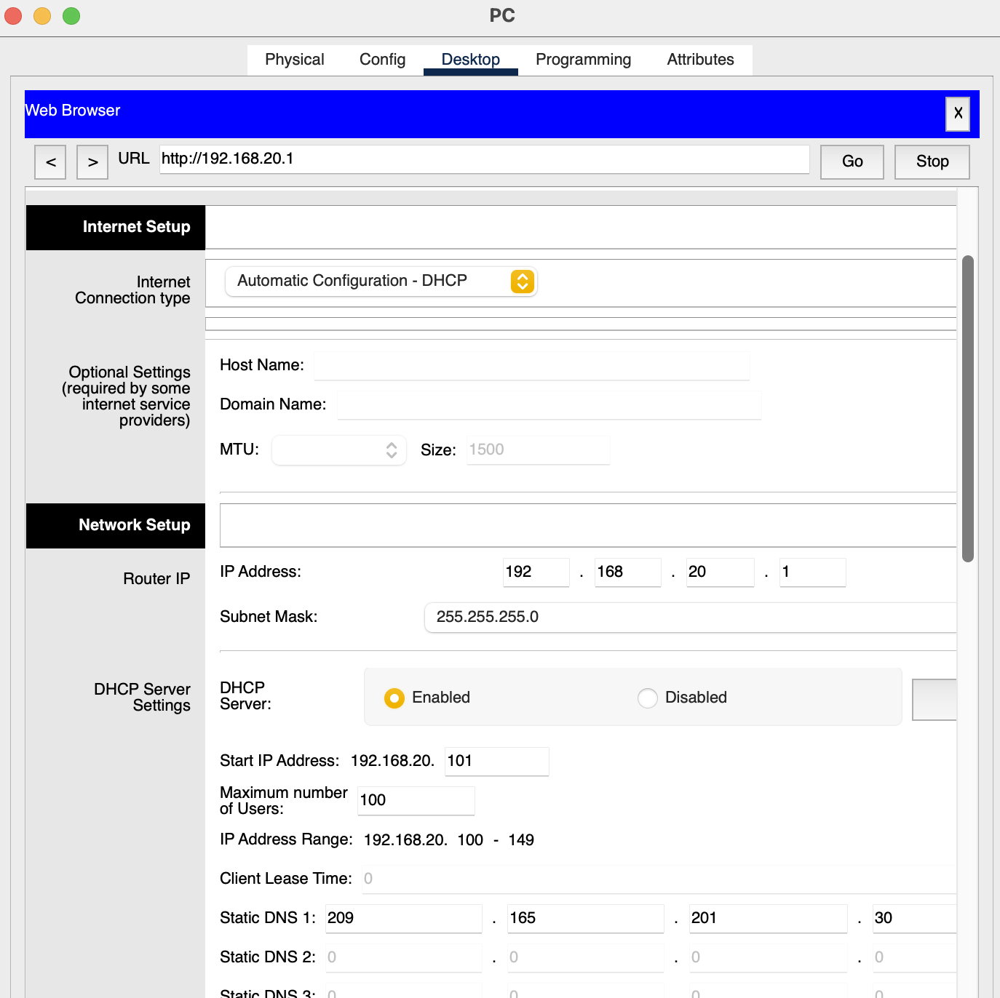 PC
Physical Config Desktop Programming Attributes
Web Browser
X
< > URL http://192.168.20.1 Go Stop
Internet Setup
Internet
Connection type
Automatic Configuration - DHCP
Optional Settings
(required by some
internet service
providers)
Host Name:
Domain Name:
MTU: Size: 1500
Network Setup
Router IP
IP Address: 192 . 168 . 20 . 1
Subnet Mask: 255.255.255.0
DHCP Server
Settings
DHCP
Server:
Enabled Disabled
Start IP Address: 192.168.20. 101
Maximum number
of Users:
100
IP Address Range: 192.168.20. 100 - 149
Client Lease Time: 0
Static DNS 1: 209 . 165 . 201 . 30
Static DNS 2: 0 . 0 . 0 . 0
Static DNS 3: 0 0 0 0